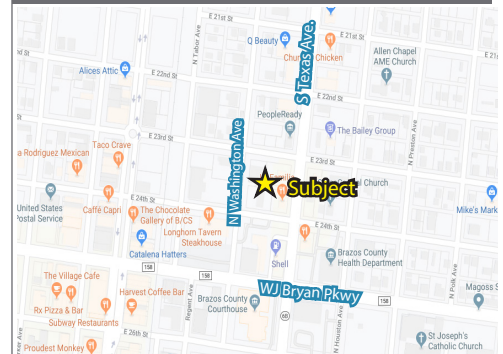 E 21st St
E 21st St
N Tabor Ave
Q Beauty
S Texas Ave.
Chicken
Allen Chapel
AME Church
Alices Attic
E 22nd St
E 22nd St
PeopleReady
N Washington Ave
The Bailey Group
N Preston Ave
E 23rd St
E 23rd St
Taco Crave
a Rodriguez Mexican
Subject
Church
E 24th St
United States
Postal Service
Caffé Capri
The Chocolate
Gallery of B/CS
Mike's Mark
Longhorn Tavern
Steakhouse
E 24th St
Catalena Hatters
Shell
Brazos County
Health Department
158
The Village Cafe
Harvest Coffee Bar
Regent Ave
WJ Bryan Pkwy
158
N Polk Ave
Magoss S
Brazos County
Courthouse
Rx Pizza & Bar
Subway Restaurants
6B
N Houston Ave
E 26th St
Proudest Monkey
St Joseph's
Catholic Church